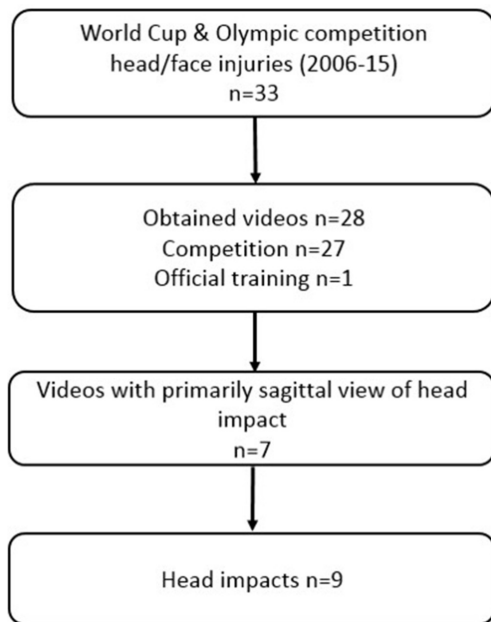 World Cup & Olympic competition
head/face injuries (2006-15)
n=33
Obtained videos n=28
Competition n=27
Official training n=1
Videos with primarily sagittal view of head
impact
n=7
Head impacts n=9